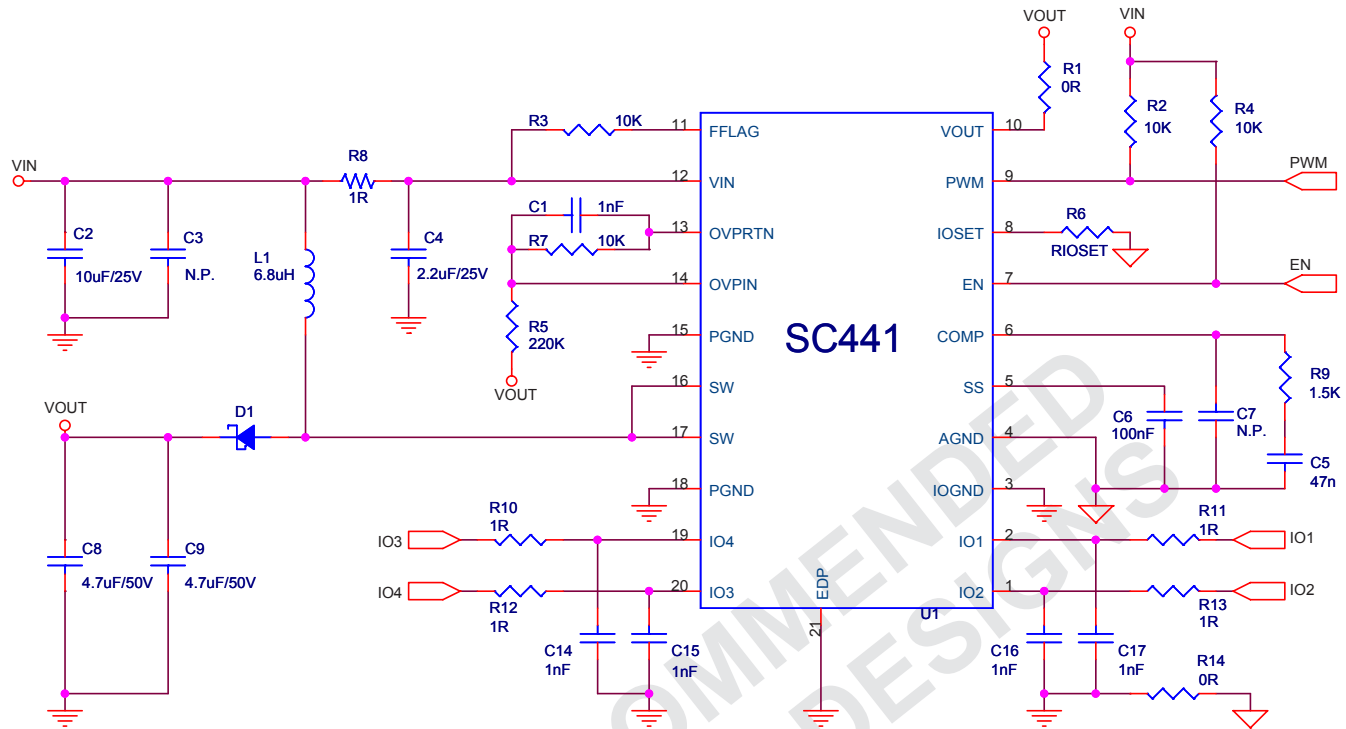 VOUT
VIN
R1
0R
R2
10K
R4
10K
R3
10K
11
FFLAG
VOUT
10
VIN
R8
1R
12
VIN
PWM
9
PWM
C1
1nF
R7
10K
13
OVPRTN
IOSET
8
R6
RIOSET
C2
10uF/25V
C3
N.P.
L1
6.8uH
C4
2.2uF/25V
14
OVPIN
EN
7
EN
R5
220K
VOUT
15
PGND
SC441
COMP
6
16
SW
SS
5
R9
1.5K
VOUT
D1
17
SW
AGND
4
C6
100nF
C7
N.P.
C5
47n
18
PGND
IOGND
3
R10
1R
IO3
19
IO4
IO1
2
R11
1R
IO1
C8
4.7uF/50V
C9
4.7uF/50V
IO4
R12
1R
20
IO3
EDP
21
IO2
1
U1
R13
1R
IO2
C14
1nF
C15
1nF
C16
1nF
C17
1nF
R14
0R
OMMENDED
DESIGNS